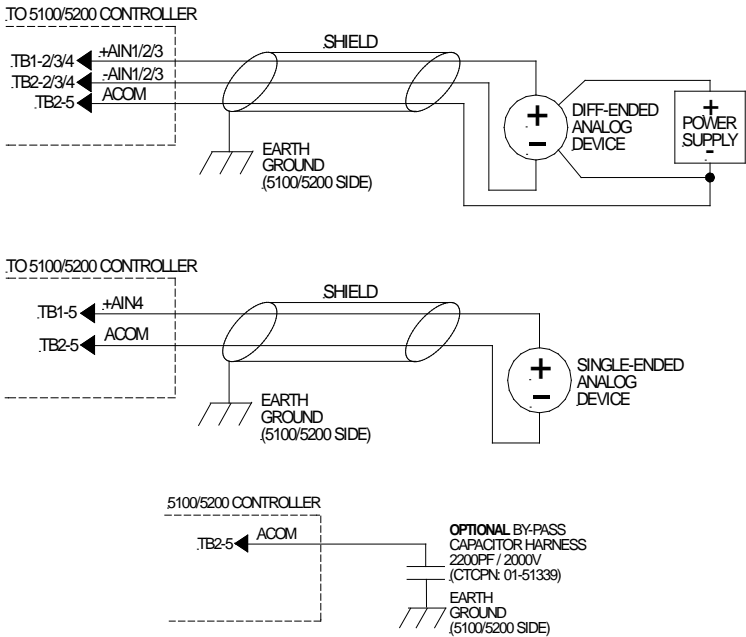 TO 5100/5200 CONTROLLER
SHIELD
TB1-2/3/4 +AIN1/2/3
TB2-2/3/4 -AIN1/2/3
TB2-5 ACOM
+
-
DIFF-ENDED
ANALOG
DEVICE
+
POWER
SUPPLY
-
EARTH
GROUND
(5100/5200 SIDE)
TO 5100/5200 CONTROLLER
SHIELD
TB1-5 +AIN4
TB2-5 ACOM
+
-
SINGLE-ENDED
ANALOG
DEVICE
EARTH
GROUND
(5100/5200 SIDE)
5100/5200 CONTROLLER
TB2-5 ACOM
OPTIONAL BY-PASS
CAPACITOR HARNESS
2200PF / 2000V
(CTCPN: 01-51339)
EARTH
GROUND
(5100/5200 SIDE)